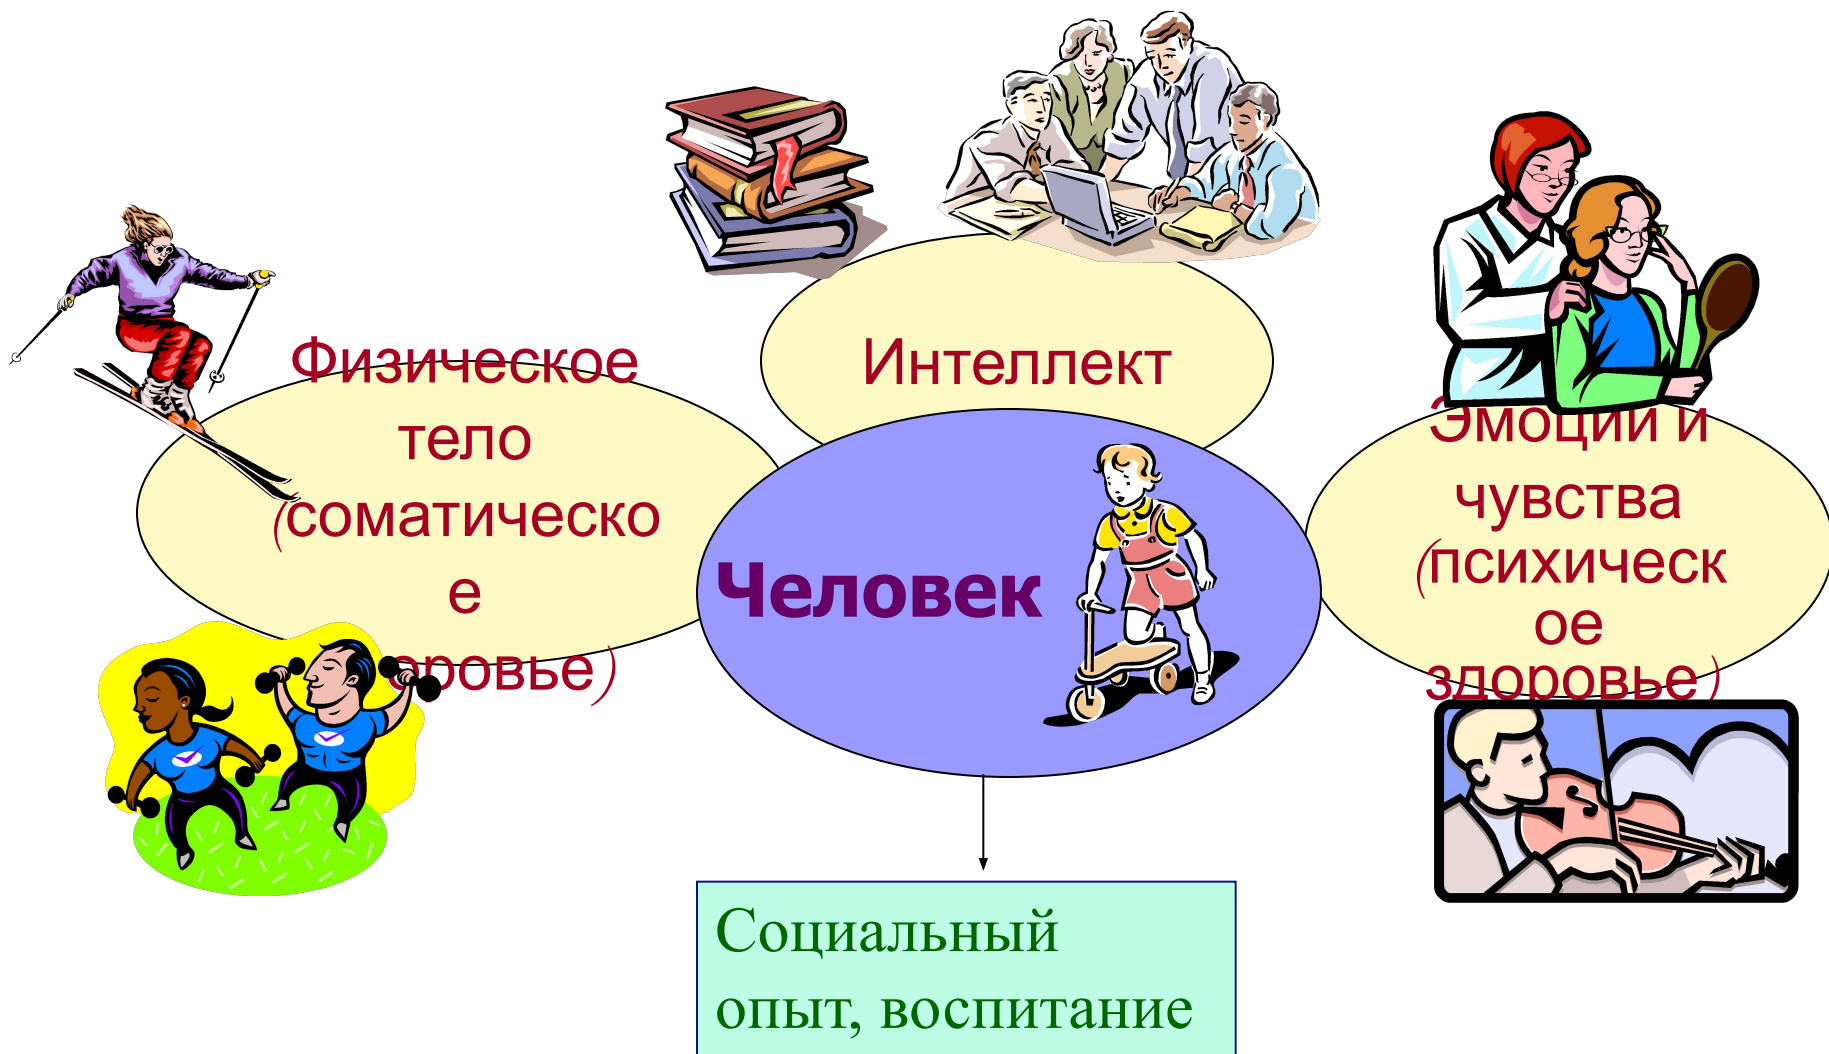 Интеллект
Физическое
тело
(соматическо
е
оровье)
Эмоции и
чувства
(психическ
ое
здоровье)
Человек
Социальный
опыт, воспитание